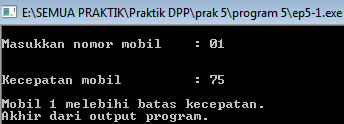 E:\SEMUA PRAKTIK\Praktik DPP\prak 5\program 5\ep5-1.exe
Masukkan nomor mobil : 01
Kecepatan mobil : 75
Mobil 1 melebihi batas kecepatan.
Akhir dari output program.